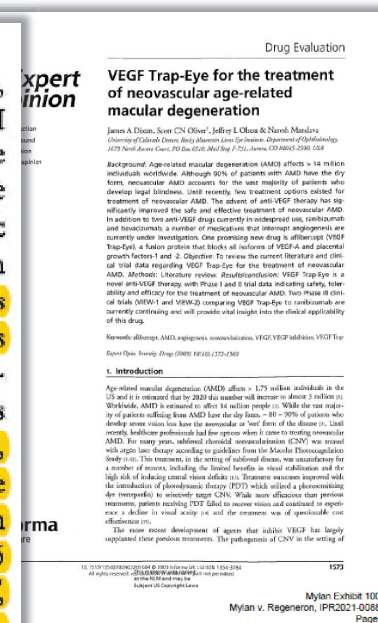 Drug Evaluation
Expert
Opinion
VEGF Trap-Eye for the treatment
of neovascular age-related
macular degeneration
James A Dixon, Scott CN Oliver, Jeffrey L Olson & Naresh Mandava
University of Colorado Denver, Rocky Mountain Lions Eye Institute, Department of Ophthalmology,
1675 North Aurora Court, PO Box 6510, Mail Stop F-731, Aurora, CO 80045-2500, USA
Background: Age-related macular degeneration (AMD) affects > 14 million
individuals worldwide. Although 90% of patients with AMD have the dry
form, neovascular AMD accounts for the vast majority of patients who
develop legal blindness. Until recently, few treatment options existed for
treatment of neovascular AMD. The advent of anti-VEGF therapy has sig-
nificantly improved the safe and effective treatment of neovascular AMD.
In addition to two anti-VEGF drugs currently in widespread use, ranibizumab
and bevacizumab, a number of medications that interrupt angiogenesis are
currently under investigation. One promising new drug is aflibercept (VEGF
Trap-Eye), a fusion protein that blocks all isoforms of VEGF-A and placental
growth factors-1 and -2. Objective: To review the current literature and clini-
cal trial data regarding VEGF Trap-Eye for the treatment of neovascular
AMD. Methods: Literature review. Results/conclusion: VEGF Trap-Eye is a
novel anti-VEGF therapy, with Phase I and II trial data indicating safety, toler-
ability and efficacy for the treatment of neovascular AMD. Two Phase III clin-
ical trials (VIEW-1 and VIEW-2) comparing VEGF Trap-Eye to ranibizumab are
currently continuing and will provide vital insight into the clinical applicability
of this drug.
Keywords: aflibercept, AMD, angiogenesis, neovascularization, VEGF, VEGF inhibition, VEGF Trap
Expert Opin. Investig. Drugs (2009) 18(10):1573-1580
1. Introduction
Age-related macular degeneration (AMD) affects > 1.75 million individuals in the
US and it is estimated that by 2020 this number will increase to almost 3 million
Worldwide, AMD is estimated to affect 14 million people While the vast major-
ity of patients suffering from AMD have the dry form, ~ 80 – 90% of patients who
develop severe vision loss have the neovascular or 'wet' form of the disease Until
recently, healthcare professionals had few options when it came to treating neovascular
AMD. For many years, subfoveal choroidal neovascularization (CNV) was treated
with argon laser therapy according to guidelines from the Macular Photocoagulation
Study This treatment, in the setting of subfoveal disease, was unsatisfactory for
a number of reasons, including the limited benefits in visual stabilization and the
high risk of inducing central vision deficits Treatment outcomes improved with
the introduction of photodynamic therapy (PDT) which utilized a photosensitizing
dye (verteporfin) to selectively target CNV. While more efficacious than previous
treatments, patients receiving PDT failed to recover vision and continued to experi-
ence a decline in visual acuity and the treatment was of questionable cost
effectiveness
The more recent development of agents that inhibit VEGF has largely
supplanted these previous treatments. The pathogenesis of CNV in the setting of
orma
1573
Mylan Exhibit 100
Mylan v. Regeneron, IPR2021-0088
Page